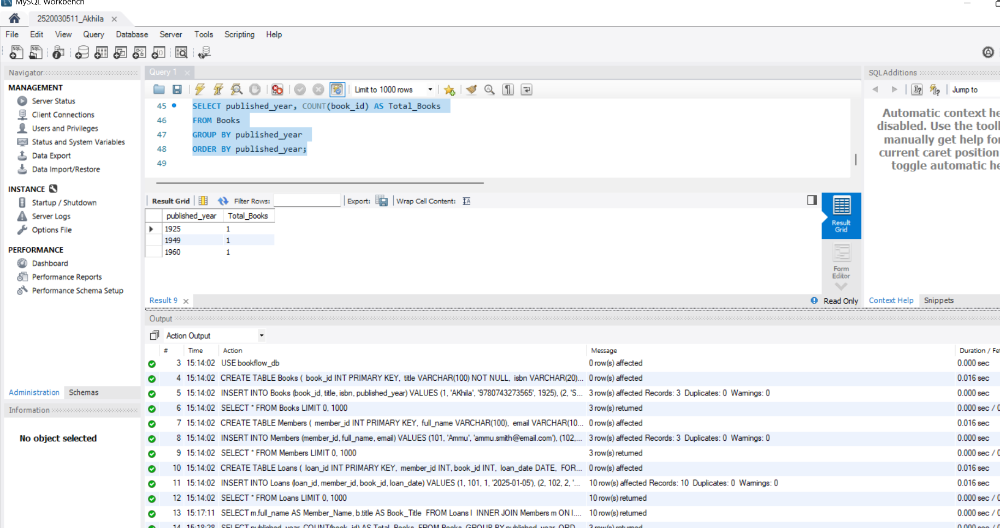 MySQL Workbench
2520030511_Akhila
File Edit View Query Database Server Tools Scripting Help
Navigator
MANAGEMENT
Server Status
Client Connections
Users and Privileges
Status and System Variables
Data Export
Data Import/Restore
INSTANCE
Startup / Shutdown
Server Logs
Options File
PERFORMANCE
Dashboard
Performance Reports
Performance Schema Setup
Administration Schemas
Information
No object selected
Query 1
Limit to 1000 rows
45 SELECT published_year, COUNT(book_id) AS Total_Books
46 FROM Books
47 GROUP BY published_year
48 ORDER BY published_year;
49
Result Grid Filter Rows: Export: Wrap Cell Content:
published_year Total_Books
1925 1
1949 1
1960 1
Result
Grid
Form
Editor
Result 9
Read Only
SQLAdditions
Jump to
Automatic context he
disabled. Use the tool
manually get help for
current caret position
toggle automatic he
Context Help Snippets
Output
Action Output
# Time Action Message Duration / Fe
3 15:14:02 USE bookflow_db 0 row(s) affected 0.000 sec
4 15:14:02 CREATE TABLE Books ( book_id INT PRIMARY KEY, title VARCHAR(100) NOT NULL, isbn VARCHAR(20)... 0 row(s) affected 0.016 sec
5 15:14:02 INSERT INTO Books (book_id, title, isbn, published_year) VALUES (1, 'AKhila', '9780743273565', 1925), (2, 'S... 3 row(s) affected Records: 3 Duplicates: 0 Warnings: 0 0.000 sec
6 15:14:02 SELECT * FROM Books LIMIT 0, 1000 3 row(s) returned 0.000 sec / 0
7 15:14:02 CREATE TABLE Members ( member_id INT PRIMARY KEY, full_name VARCHAR(100), email VARCHAR(10... 0 row(s) affected 0.016 sec
8 15:14:02 INSERT INTO Members (member_id, full_name, email) VALUES (101, 'Ammu', 'ammu.smith@email.com'), (102,... 3 row(s) affected Records: 3 Duplicates: 0 Warnings: 0 0.000 sec
9 15:14:02 SELECT * FROM Members LIMIT 0, 1000 3 row(s) returned 0.000 sec / 0
10 15:14:02 CREATE TABLE Loans ( loan_id INT PRIMARY KEY, member_id INT, book_id INT, loan_date DATE, FOR... 0 row(s) affected 0.016 sec
11 15:14:02 INSERT INTO Loans (loan_id, member_id, book_id, loan_date) VALUES (1, 101, 1, '2025-01-05'), (2, 102, 2, '... 10 row(s) affected Records: 10 Duplicates: 0 Warnings: 0 0.016 sec
12 15:14:02 SELECT * FROM Loans LIMIT 0, 1000 10 row(s) returned 0.000 sec / 0
13 15:17:11 SELECT m.full_name AS Member_Name, b.title AS Book_Title FROM Loans l INNER JOIN Members m ON l.... 10 row(s) returned 0.000 sec / 0
14 15:18:28 SELECT published_year, COUNT(book_id) AS Total_Books FROM Books GROUP BY published_year ORD... 3 row(s) returned 0.000 sec / 0